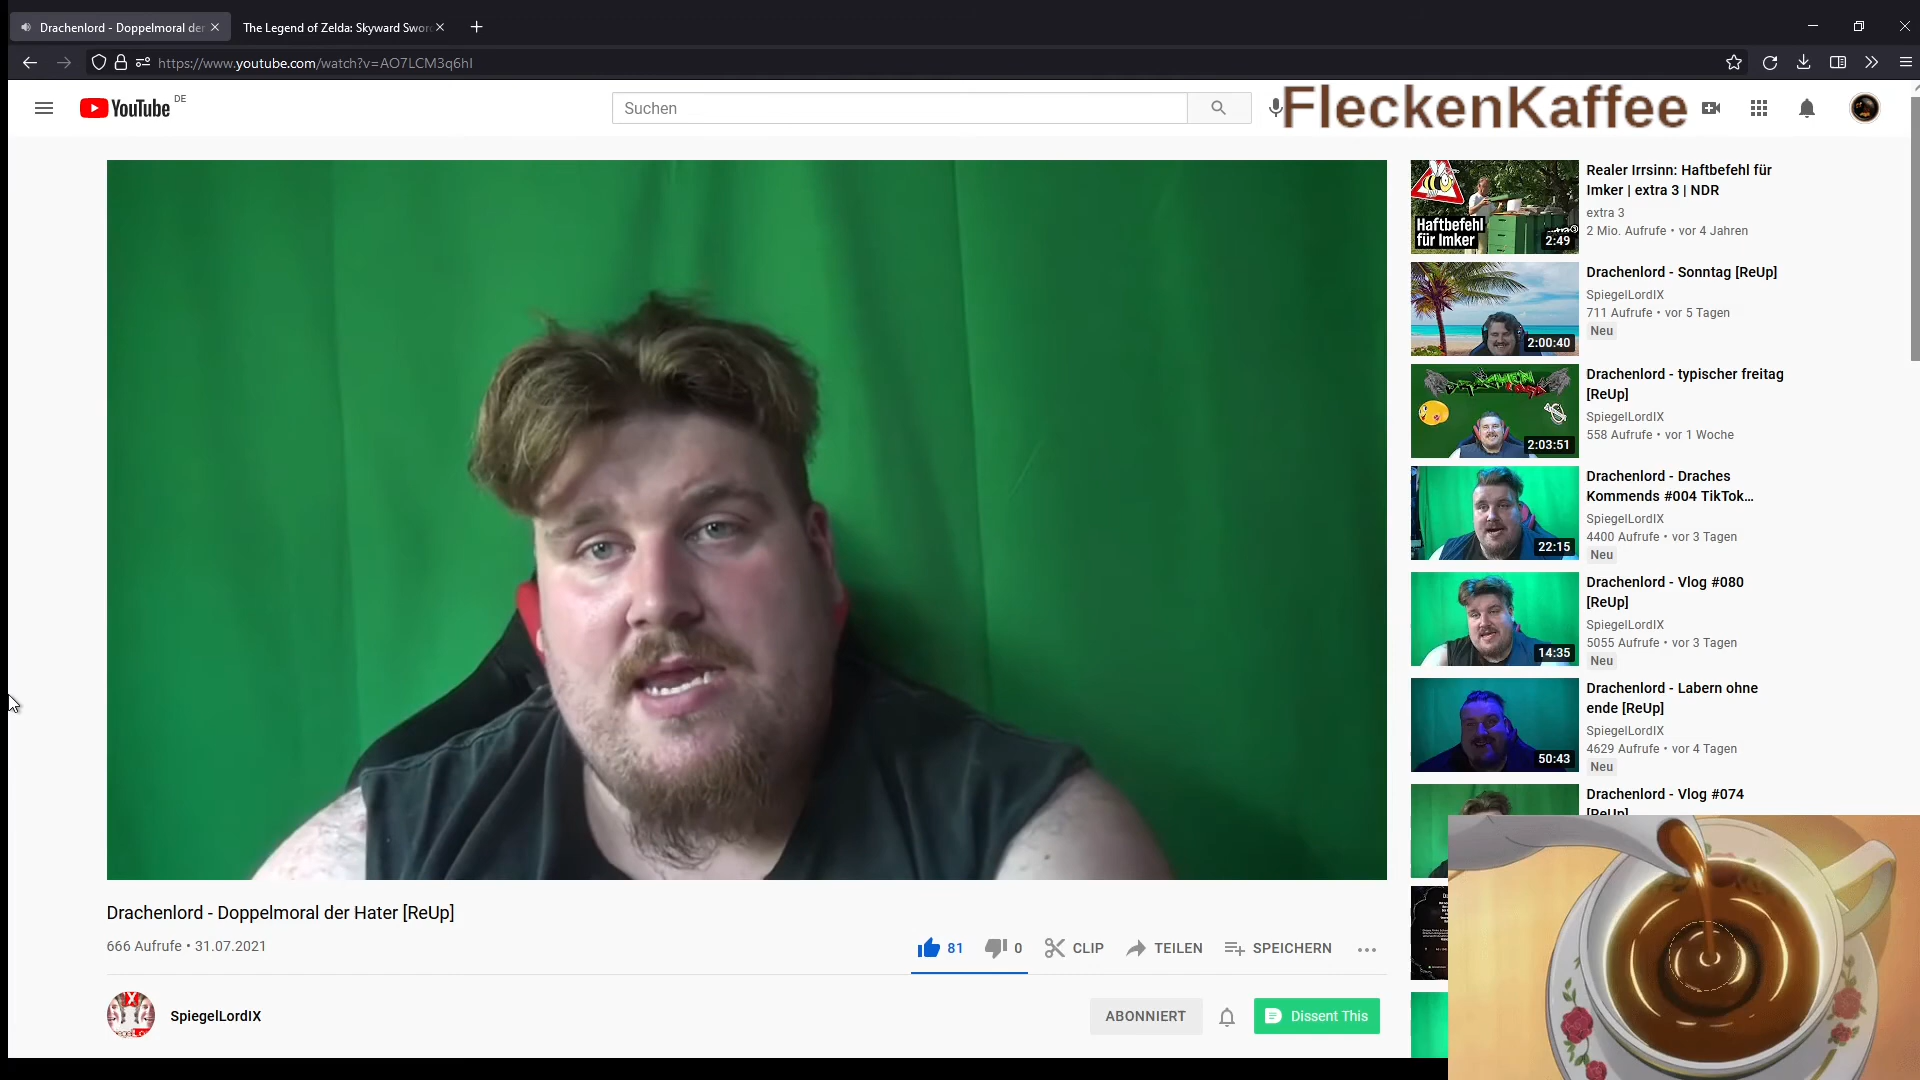 Drachenlord - Doppelmoral der
The Legend of Zelda: Skyward Swor
https://www.youtube.com/watch?v=AO7LCM3q6hI
YouTube DE
Suchen
FleckenKaffee
Haftbefehl
für Imker
2:49
Realer Irrsinn: Haftbefehl für
Imker | extra 3 | NDR
extra 3
2 Mio. Aufrufe • vor 4 Jahren
2:00:40
Drachenlord - Sonntag [ReUp]
SpiegelLordIX
711 Aufrufe • vor 5 Tagen
Neu
2:03:51
Drachenlord - typischer freitag
[ReUp]
SpiegelLordIX
558 Aufrufe • vor 1 Woche
22:15
Drachenlord - Draches
Kommends #004 TikTok...
SpiegelLordIX
4400 Aufrufe • vor 3 Tagen
Neu
14:35
Drachenlord - Vlog #080
[ReUp]
SpiegelLordIX
5055 Aufrufe • vor 3 Tagen
Neu
50:43
Drachenlord - Labern ohne
ende [ReUp]
SpiegelLordIX
4629 Aufrufe • vor 4 Tagen
Neu
Drachenlord - Vlog #074
[ReUp]
Drachenlord - Doppelmoral der Hater [ReUp]
666 Aufrufe • 31.07.2021
81
0
CLIP
TEILEN
SPEICHERN
SpiegelLordIX
ABONNIERT
Dissent This